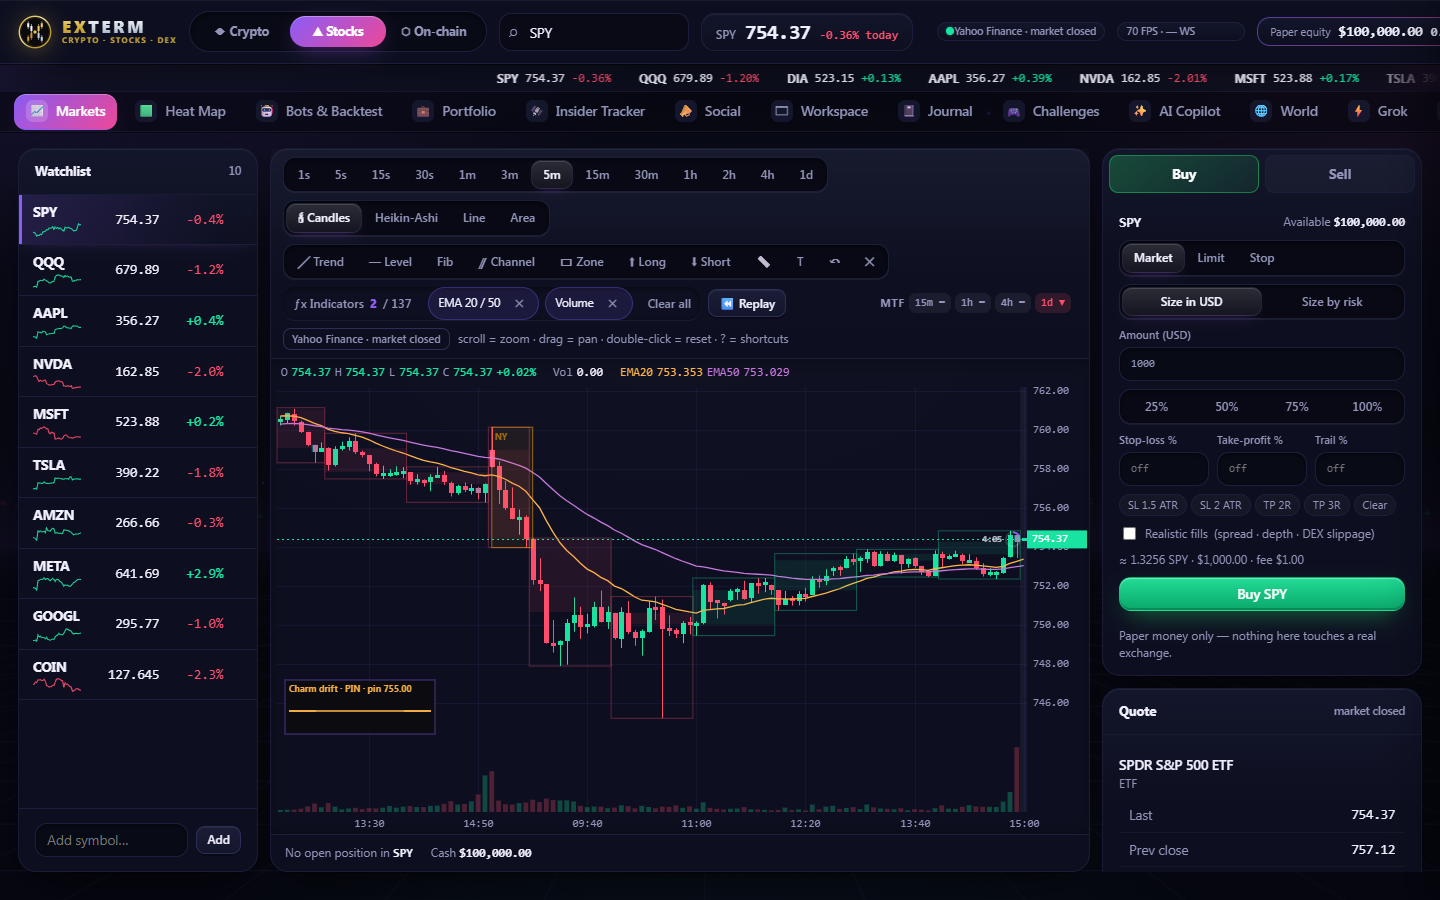 EXTERM
CRYPTO · STOCKS · DEX
Crypto
Stocks
On-chain
SPY
SPY 754.37 -0.36% today
Yahoo Finance · market closed
70 FPS · — WS
Paper equity $100,000.00
SPY 754.37 -0.36% QQQ 679.89 -1.20% DIA 523.15 +0.13% AAPL 356.27 +0.39% NVDA 162.85 -2.01% MSFT 523.88 +0.17% TSLA
Markets
Heat Map
Bots & Backtest
Portfolio
Insider Tracker
Social
Workspace
Journal
Challenges
AI Copilot
World
Grok
Watchlist 10
SPY 754.37 -0.4%
QQQ 679.89 -1.2%
AAPL 356.27 +0.4%
NVDA 162.85 -2.0%
MSFT 523.88 +0.2%
TSLA 390.22 -1.8%
AMZN 266.66 -0.3%
META 641.69 +2.9%
GOOGL 295.77 -1.0%
COIN 127.645 -2.3%
Add symbol... Add
1s 5s 15s 30s 1m 3m 5m 15m 30m 1h 2h 4h 1d
Candles Heikin-Ashi Line Area
Trend Level Fib Channel Zone Long Short T
ƒx Indicators 2 / 137 EMA 20 / 50 × Volume × Clear all Replay MTF 15m – 1h – 4h – 1d ▼
Yahoo Finance · market closed scroll = zoom · drag = pan · double-click = reset · ? = shortcuts
O 754.37 H 754.37 L 754.37 C 754.37 +0.02% Vol 0.00 EMA20 753.353 EMA50 753.029
762.00
760.00
NY
758.00
756.00
4:05
754.37
752.00
750.00
748.00
746.00
Charm drift · PIN · pin 755.00
13:30 14:50 09:40 11:00 12:20 13:40 15:00
No open position in SPY Cash $100,000.00
Buy Sell
SPY Available $100,000.00
Market Limit Stop
Size in USD Size by risk
Amount (USD)
1000
25% 50% 75% 100%
Stop-loss % Take-profit % Trail %
off off off
SL 1.5 ATR SL 2 ATR TP 2R TP 3R Clear
Realistic fills (spread · depth · DEX slippage)
≈ 1.3256 SPY · $1,000.00 · fee $1.00
Buy SPY
Paper money only — nothing here touches a real
exchange.
Quote market closed
SPDR S&P 500 ETF
ETF
Last 754.37
Prev close 757.12